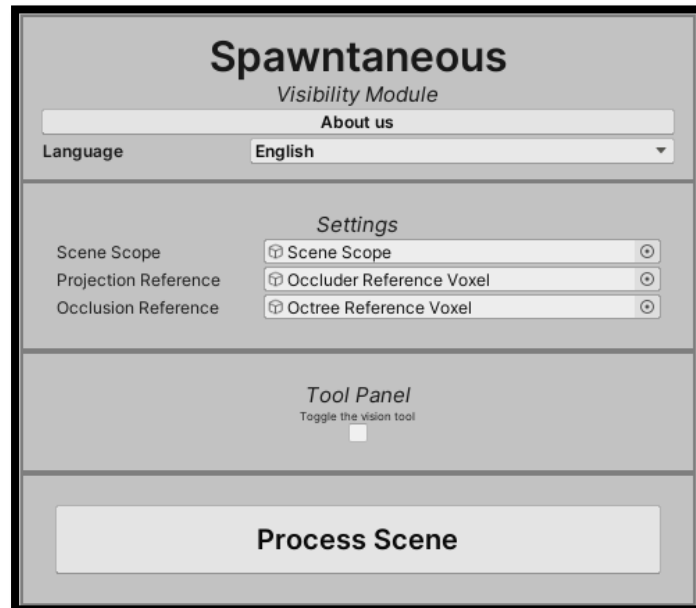 Spawntaneous
Visibility Module
About us
Language English
Settings
Scene Scope Scene Scope
Projection Reference Occluder Reference Voxel
Occlusion Reference Octree Reference Voxel
Tool Panel
Toggle the vision tool
Process Scene